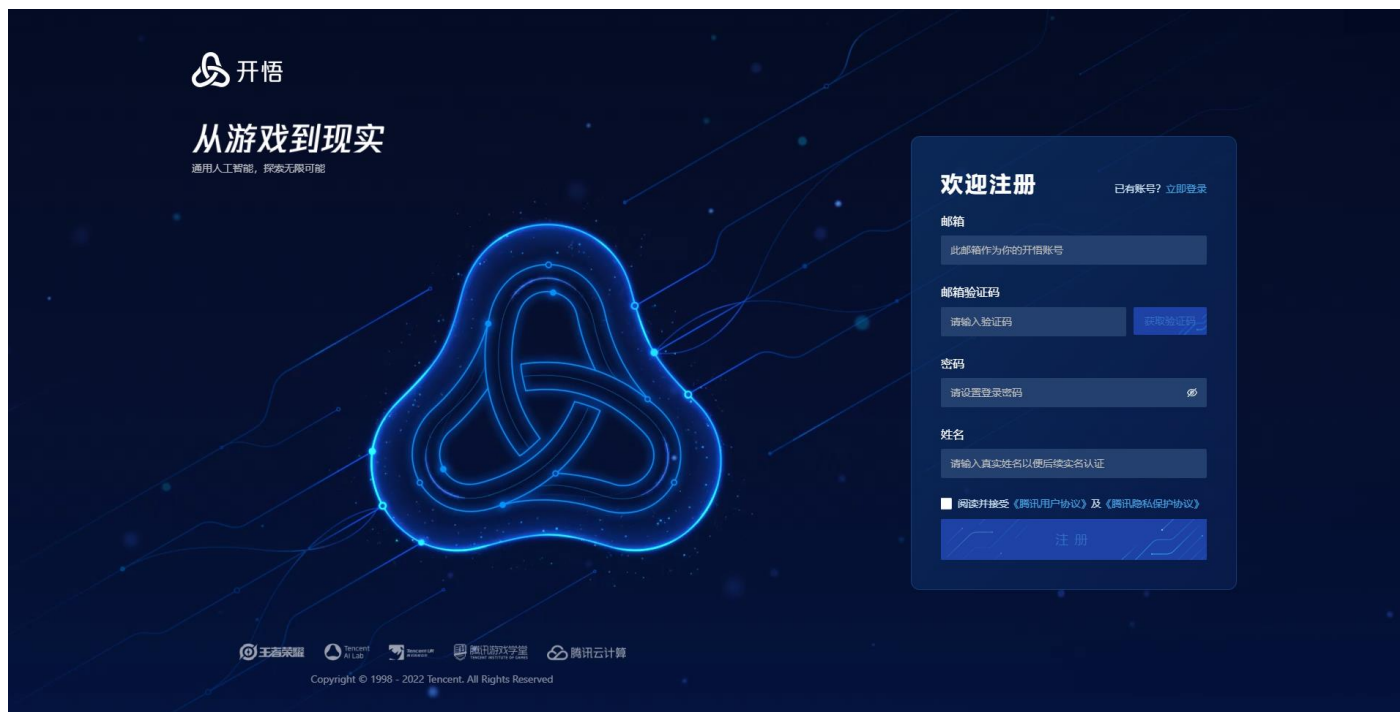 开悟
从游戏到现实
通用人工智能，探索无限可能
欢迎注册
已有账号？立即登录
邮箱
此邮箱作为你的开悟账号
邮箱验证码
请输入验证码
获取验证码
密码
请设置登录密码
姓名
请输入真实姓名以便后续实名认证
阅读并接受《腾讯用户协议》及《腾讯隐私保护协议》
注 册
王者荣耀
Tencent
AI Lab
腾讯游戏学堂
TENCENT INSTITUTE OF GAMES
腾讯云计算
Copyright © 1998 - 2022 Tencent. All Rights Reserved